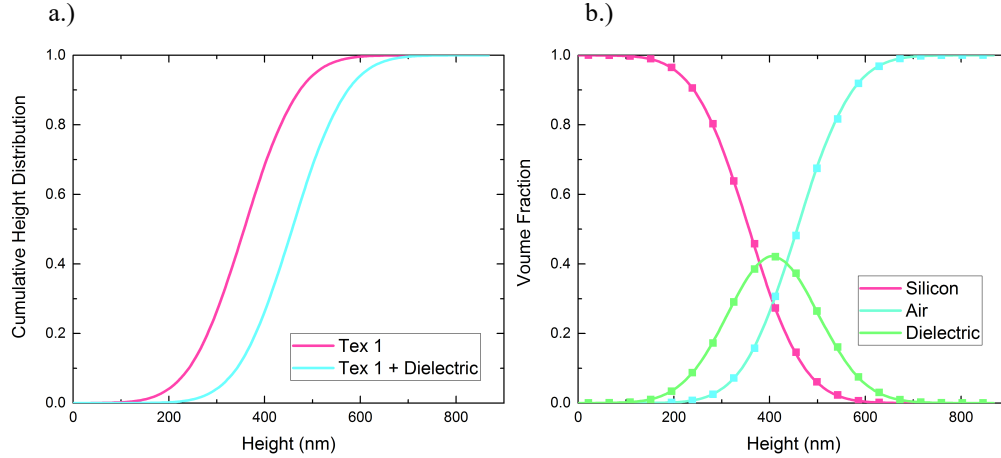 a.)
b.)
Cumulative Height Distribution
1.0
0.8
0.6
0.4
0.2
0.0
0
200
400
600
800
Height (nm)
Tex 1
Tex 1 + Dielectric
Voume Fraction
1.0
0.8
0.6
0.4
0.2
0.0
0
200
400
600
800
Height (nm)
Silicon
Air
Dielectric